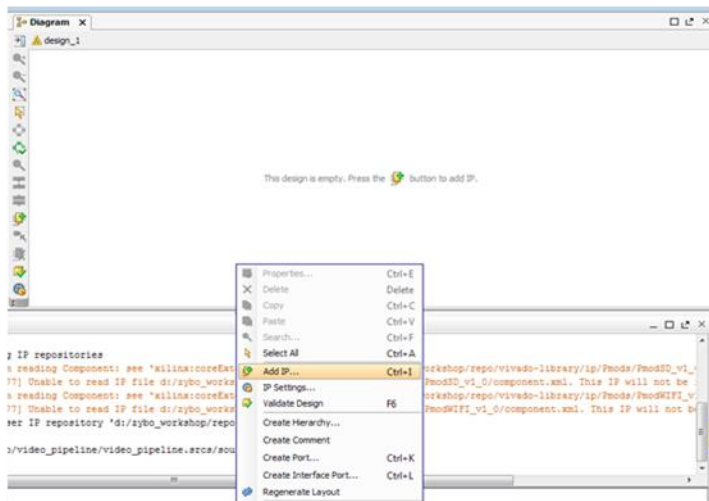 Diagram
design_1
This design is empty. Press the button to add IP.
Properties... Ctrl+E
Delete Delete
Copy Ctrl+C
Paste Ctrl+V
Search... Ctrl+F
Select All Ctrl+A
Add IP... Ctrl+I
IP Settings...
Validate Design F6
Create Hierarchy...
Create Comment
Create Port... Ctrl+K
Create Interface Port... Ctrl+L
Regenerate Layout
g IP repositories
n reading Component: see 'xilinx:coreExt orkshop/repo/vivado-library/ip/Pmods/PmodSD_v1_
77] Unable to read IP file d:/zybo_works PmodSD_v1_0/component.xml. This IP will not be
n reading Component: see 'xilinx:coreExt orkshop/repo/vivado-library/ip/Pmods/PmodWIFI_v
77] Unable to read IP file d:/zybo_works PmodWIFI_v1_0/component.xml. This IP will not b
ser IP repository 'd:/zybo_workshop/repo
o/video_pipeline/video_pipeline.srcs/sou